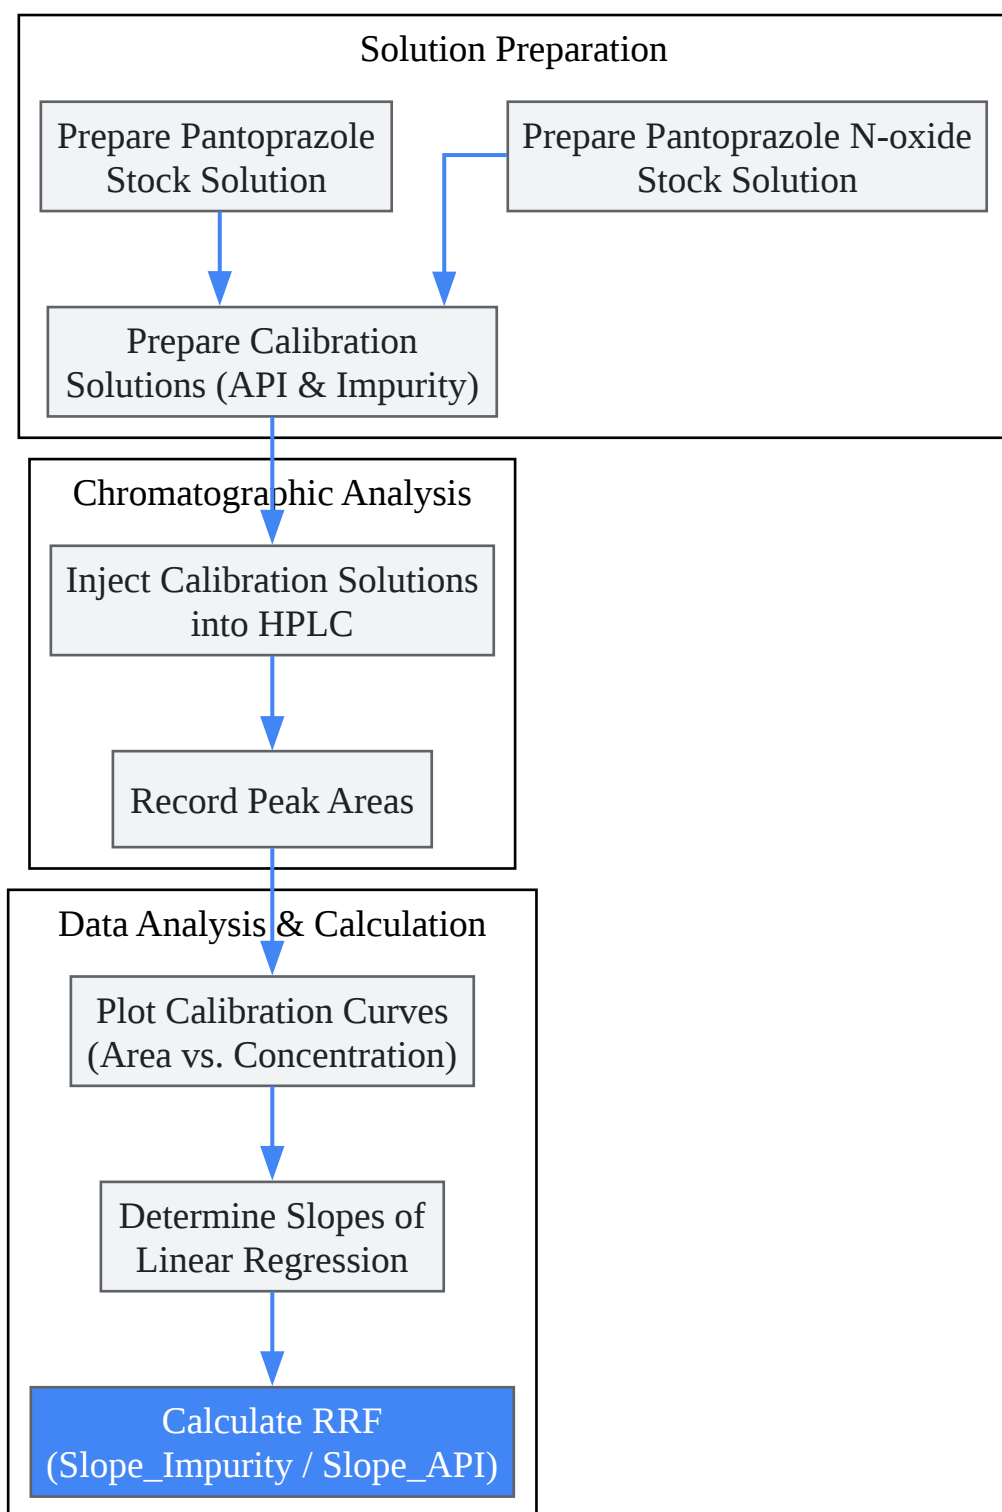 Solution Preparation
Prepare Pantoprazole
Stock Solution
Prepare Pantoprazole N-oxide
Stock Solution
Prepare Calibration
Solutions (API & Impurity)
Chromatographic Analysis
Inject Calibration Solutions
into HPLC
Record Peak Areas
Data Analysis & Calculation
Plot Calibration Curves
(Area vs. Concentration)
Determine Slopes of
Linear Regression
Calculate RRF
(Slope_Impurity / Slope_API)